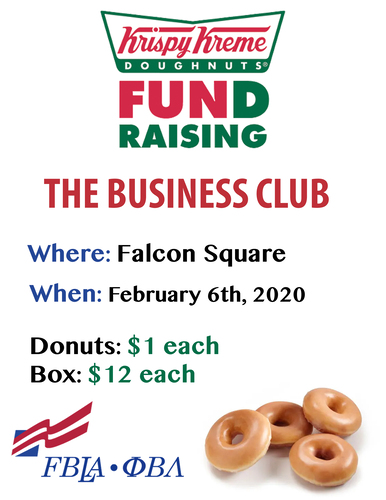 Krispy Kreme
DOUGHNUTS®
FUND
RAISING
THE BUSINESS CLUB
Where: Falcon Square
When: February 6th, 2020
Donuts: $1 each
Box: $12 each
FBLA • ΦΒΛ